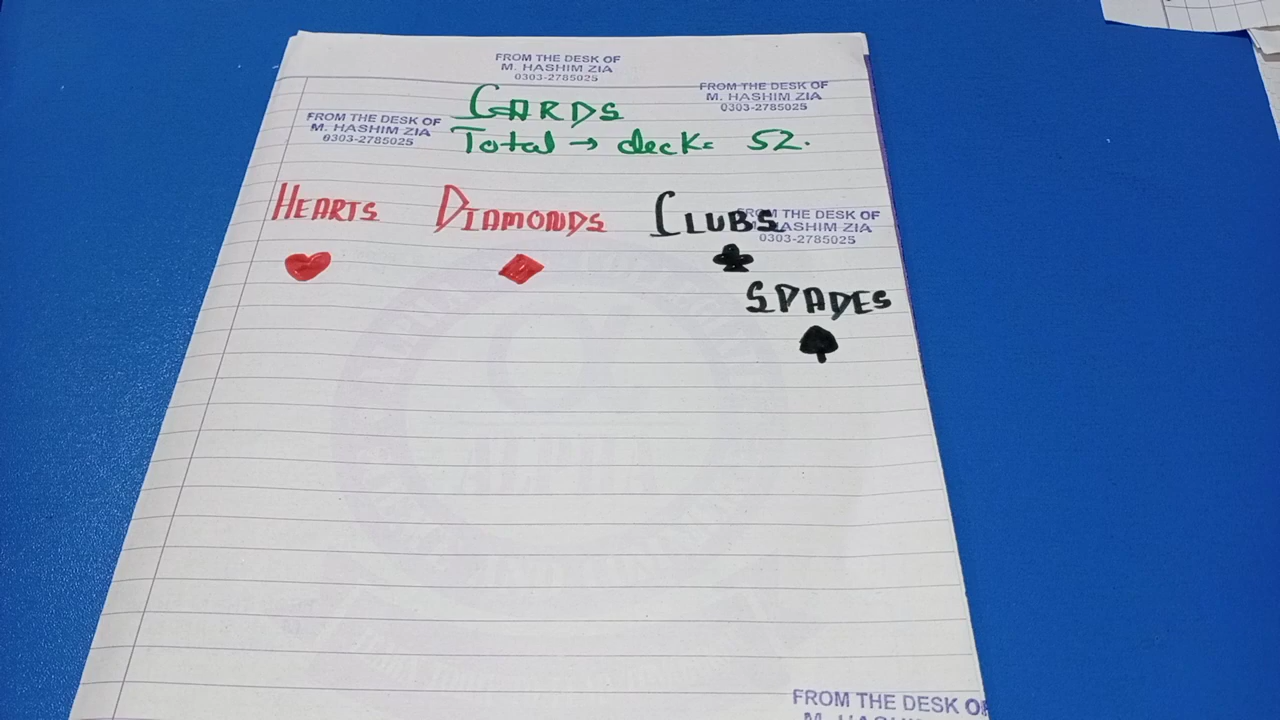 FROM THE DESK OF
M. HASHIM ZIA
0303-2785025
FROM THE DESK OF
M. HASHIM ZIA
0303-2785025
FROM THE DESK OF
M. HASHIM ZIA
0303-2785025
CARDS
Total → deck= 52.
HEARTS DIAMONDS CLUBS
FROM THE DESK OF
M. HASHIM ZIA
0303-2785025
SPADES
FROM THE DESK OF